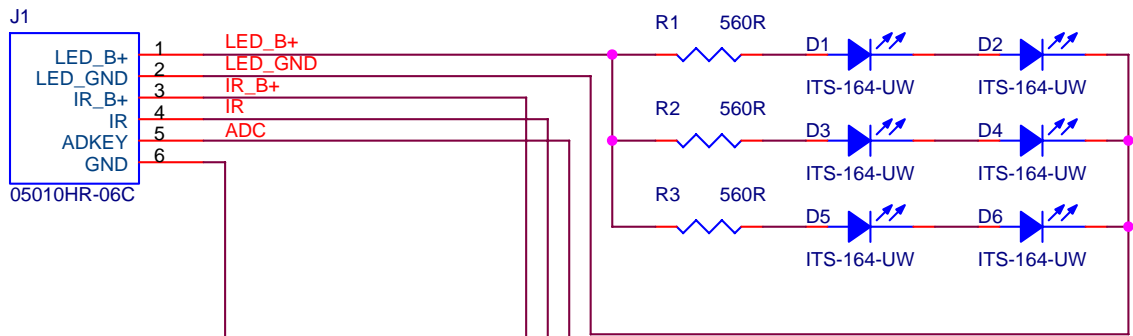 J1
LED_B+
LED_GND
IR_B+
IR
ADKEY
GND
1
2
3
4
5
6
05010HR-06C
LED_B+
LED_GND
IR_B+
IR
ADC
R1 560R
D1 D2
ITS-164-UW ITS-164-UW
R2 560R
D3 D4
ITS-164-UW ITS-164-UW
R3 560R
D5 D6
ITS-164-UW ITS-164-UW